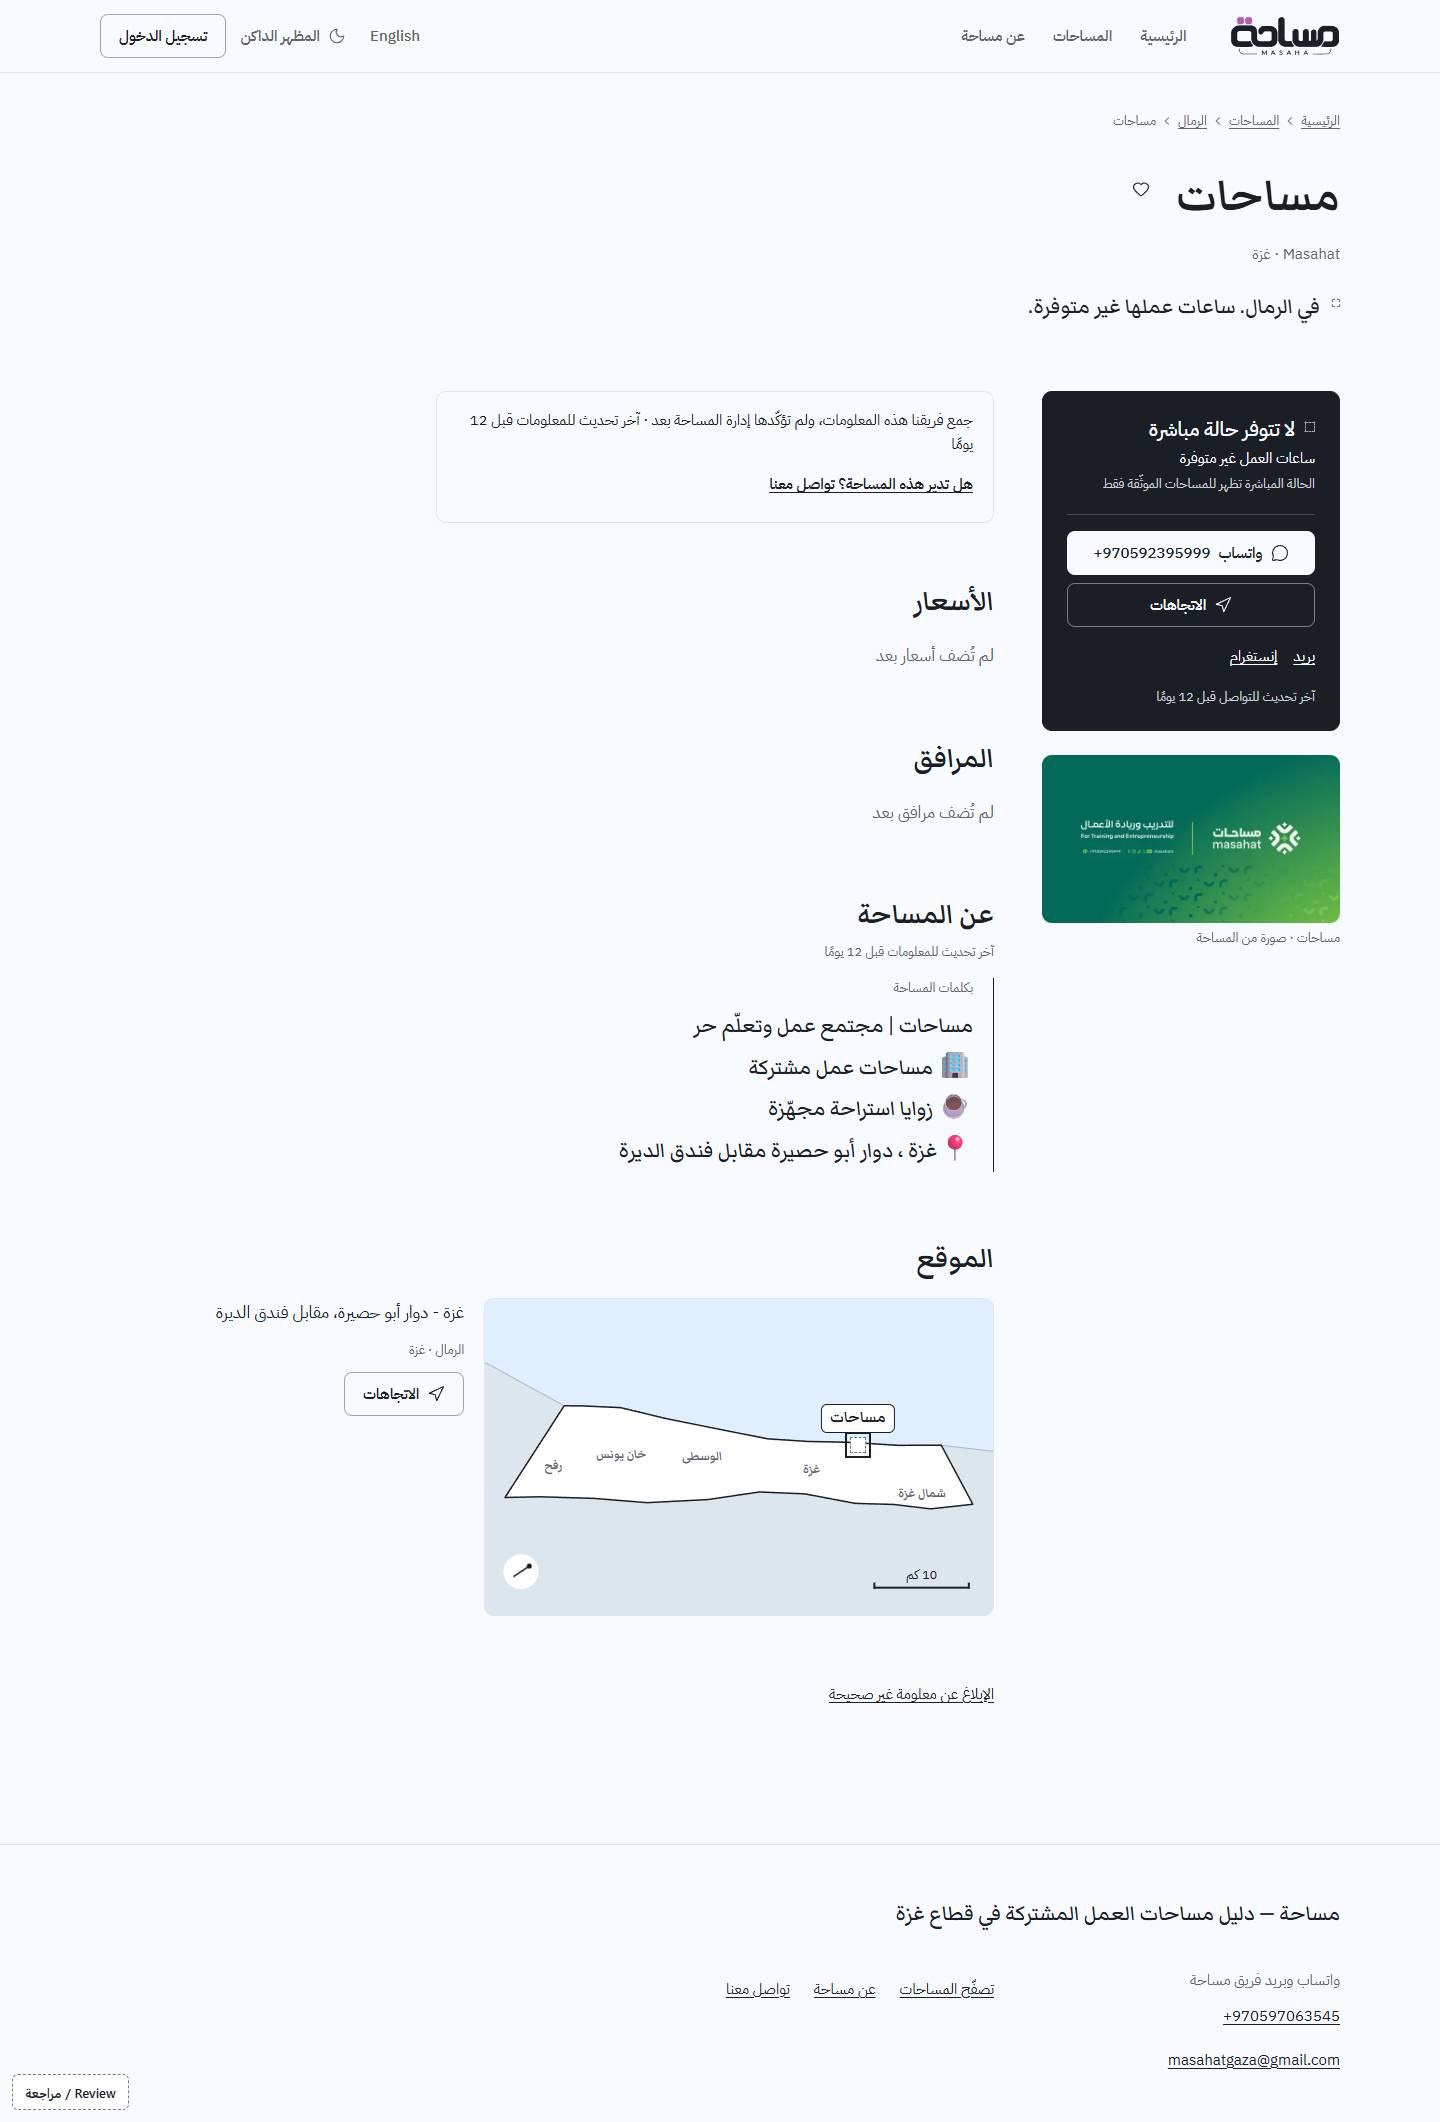 مساحة
MASAHA
الرئيسية
المساحات
عن مساحة
English
المظهر الداكن
تسجيل الدخول
الرئيسية › المساحات › الرمال › مساحات
مساحات
Masahat · غزة
في الرمال. ساعات عملها غير متوفرة.
لا تتوفر حالة مباشرة
ساعات العمل غير متوفرة
الحالة المباشرة تظهر للمساحات الموثّقة فقط
واتساب +970592395999
الاتجاهات
بريد إنستغرام
آخر تحديث للتواصل قبل 12 يومًا
مساحات
masahat
للتدريب وريادة الأعمال
For Training and Entrepreneurship
مساحات · صورة من المساحة
جمع فريقنا هذه المعلومات، ولم تؤكّدها إدارة المساحة بعد · آخر تحديث للمعلومات قبل 12
يومًا
هل تدير هذه المساحة؟ تواصل معنا
الأسعار
لم تُضف أسعار بعد
المرافق
لم تُضف مرافق بعد
عن المساحة
آخر تحديث للمعلومات قبل 12 يومًا
بكلمات المساحة
مساحات | مجتمع عمل وتعلّم حر
🏢 مساحات عمل مشتركة
زوايا استراحة مجهّزة
📍 غزة ، دوار أبو حصيرة مقابل فندق الديرة
الموقع
مساحات
شمال غزة
غزة
الوسطى
خان يونس
رفح
10 كم
غزة - دوار أبو حصيرة، مقابل فندق الديرة
الرمال · غزة
الاتجاهات
الإبلاغ عن معلومة غير صحيحة
مساحة — دليل مساحات العمل المشتركة في قطاع غزة
واتساب وبريد فريق مساحة
+970597063545
masahatgaza@gmail.com
تصفّح المساحات
عن مساحة
تواصل معنا
مراجعة / Review